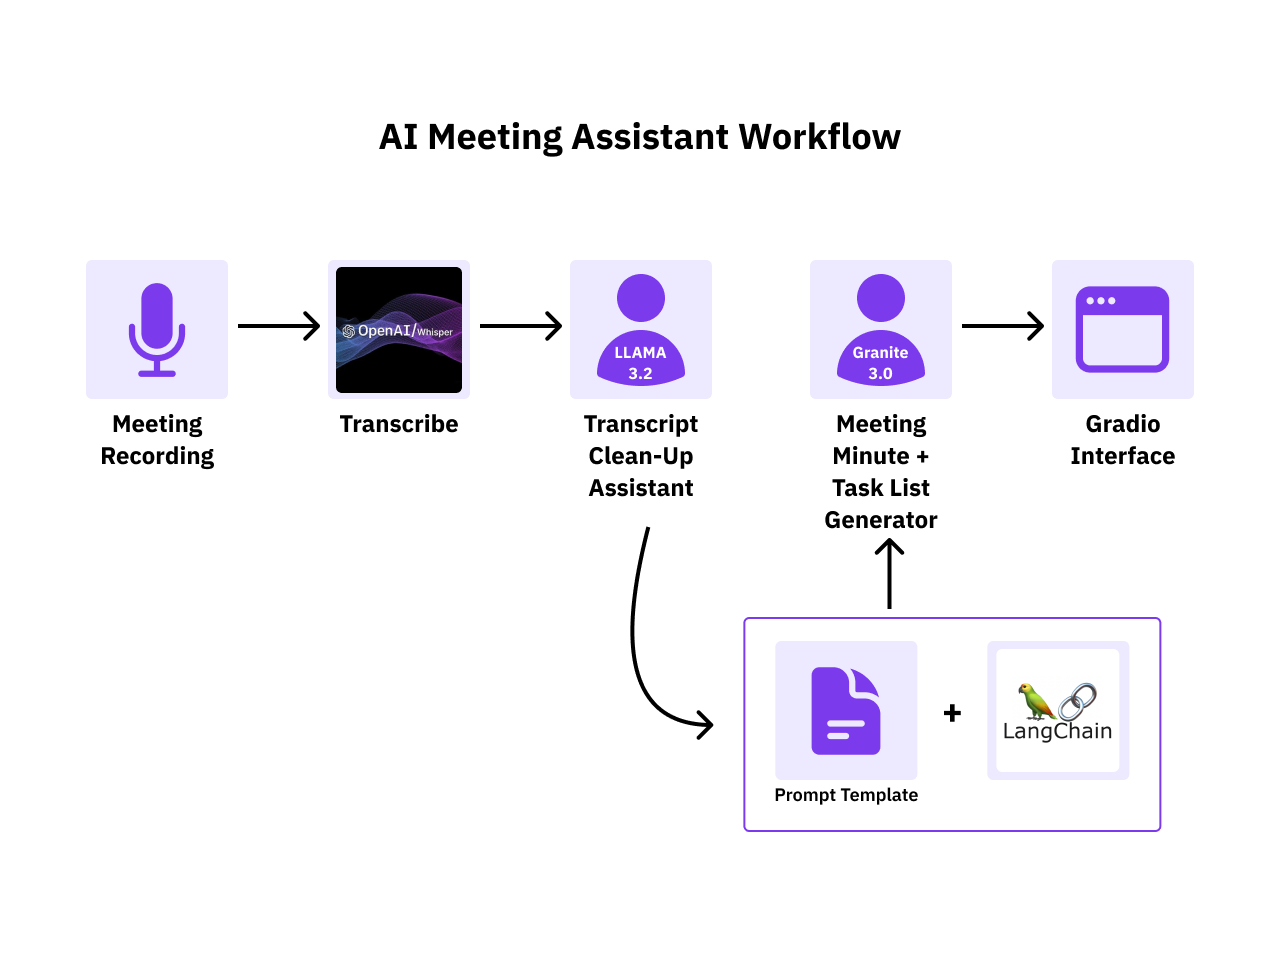 AI Meeting Assistant Workflow
OpenAI/Whisper
LLAMA
3.2
Granite
3.0
Meeting
Recording
Transcribe
Transcript
Clean-Up
Assistant
Meeting
Minute +
Task List
Generator
Gradio
Interface
+
LangChain
Prompt Template